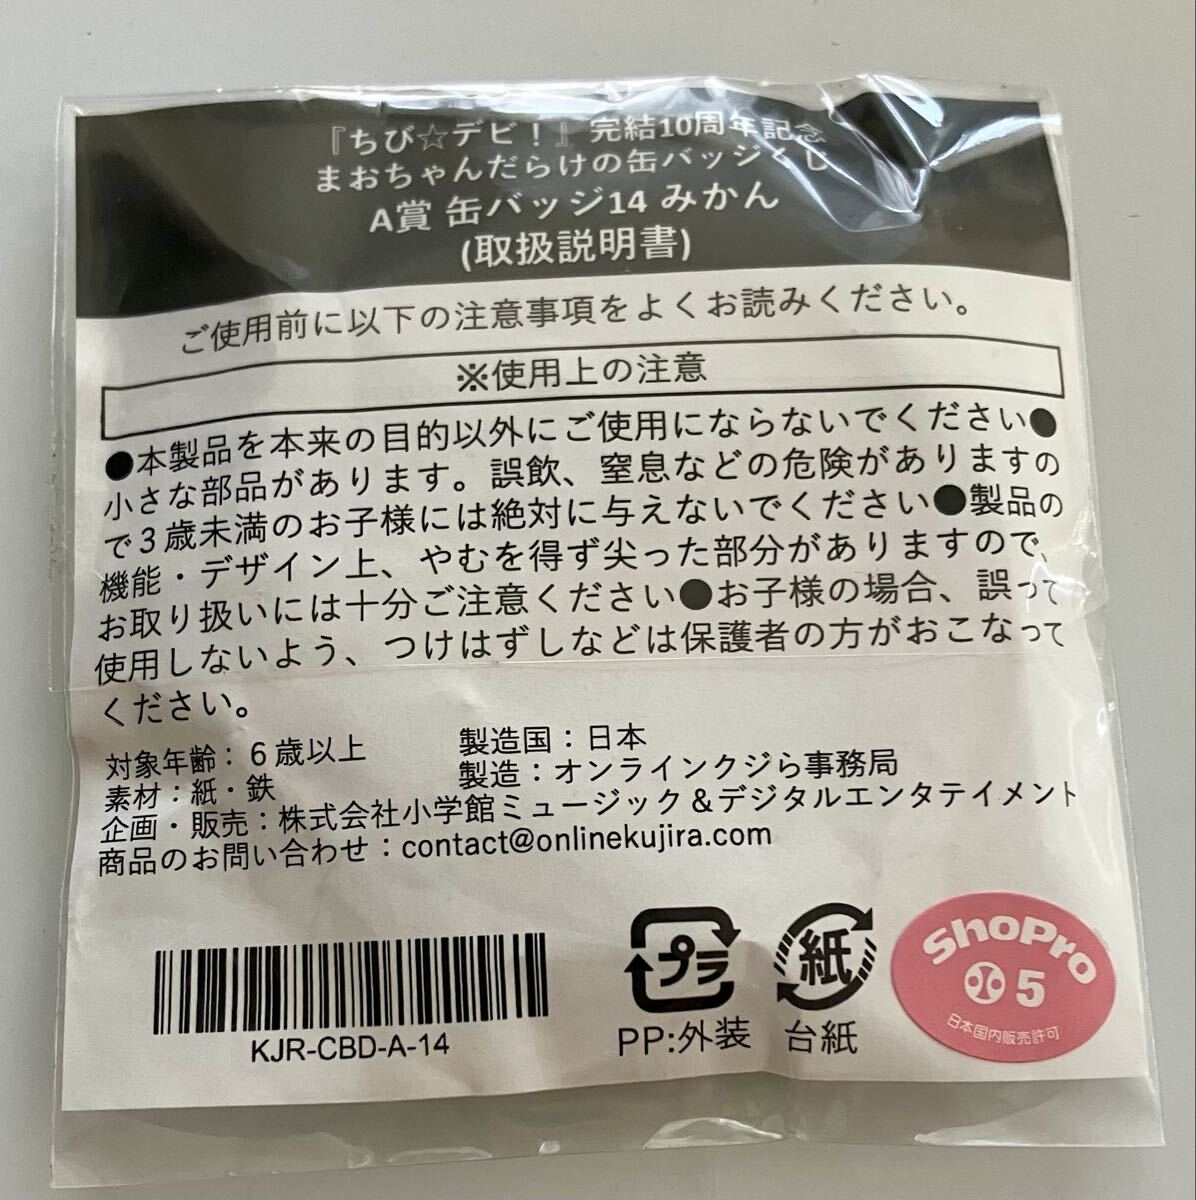 『ちび☆デビ！』完結10周年記念
まおちゃんだらけの缶バッジくじ
A賞 缶バッジ14 みかん
(取扱説明書)
ご使用前に以下の注意事項をよくお読みください。
※使用上の注意
●本製品を本来の目的以外にご使用にならないでください●
小さな部品があります。誤飲、窒息などの危険がありますの
で3歳未満のお子様には絶対に与えないでください●製品の
機能・デザイン上、やむを得ず尖った部分がありますので、
お取り扱いには十分ご注意ください●お子様の場合、誤って
使用しないよう、つけはずしなどは保護者の方がおこなって
ください。
対象年齢：6歳以上
製造国：日本
素材：紙・鉄
製造：オンラインクジら事務局
企画・販売：株式会社小学館ミュージック＆デジタルエンタテイメント
商品のお問い合わせ：contact@onlinekujira.com
KJR-CBD-A-14
プラ
PP:外装
紙
台紙
ShoPro
5
日本国内販売許可